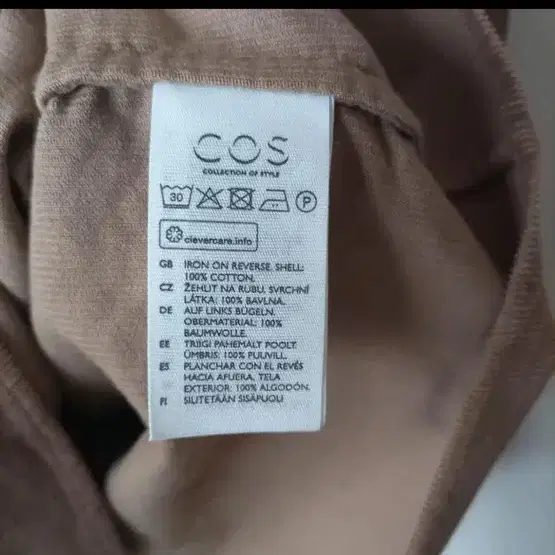 COS
COLLECTION OF STYLE
30 P
clevercare.info
GB IRON ON REVERSE. SHELL:
100% COTTON.
CZ ŽEHLIT NA RUBU. SVRCHNÍ
LÁTKA: 100% BAVLNA.
DE AUF LINKS BÜGELN.
OBERMATERIAL: 100%
BAUMWOLLE.
EE TRIIGI PAHEMALT POOLT.
ÜMBRIS: 100% PUUVILL.
ES PLANCHAR CON EL REVÉS
HACIA AFUERA. TELA
EXTERIOR: 100% ALGODÓN.
FI SILITETÄÄN SISÄPUOLI